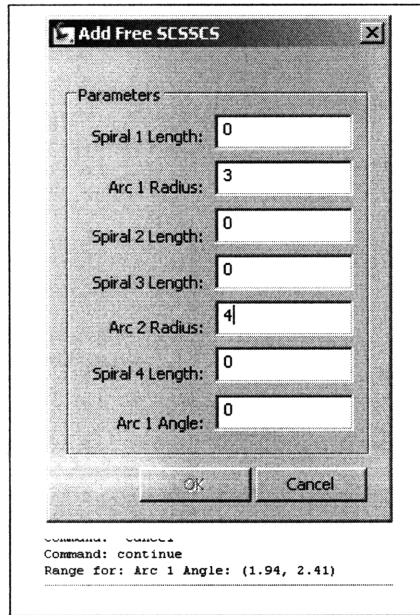 Add Free SCSSCS
Parameters
Spiral 1 Length: 0
Arc 1 Radius: 3
Spiral 2 Length: 0
Spiral 3 Length: 0
Arc 2 Radius: 4
Spiral 4 Length: 0
Arc 1 Angle: 0
OK Cancel
Command: cancel
Command: continue
Range for: Arc 1 Angle: (1.94, 2.41)